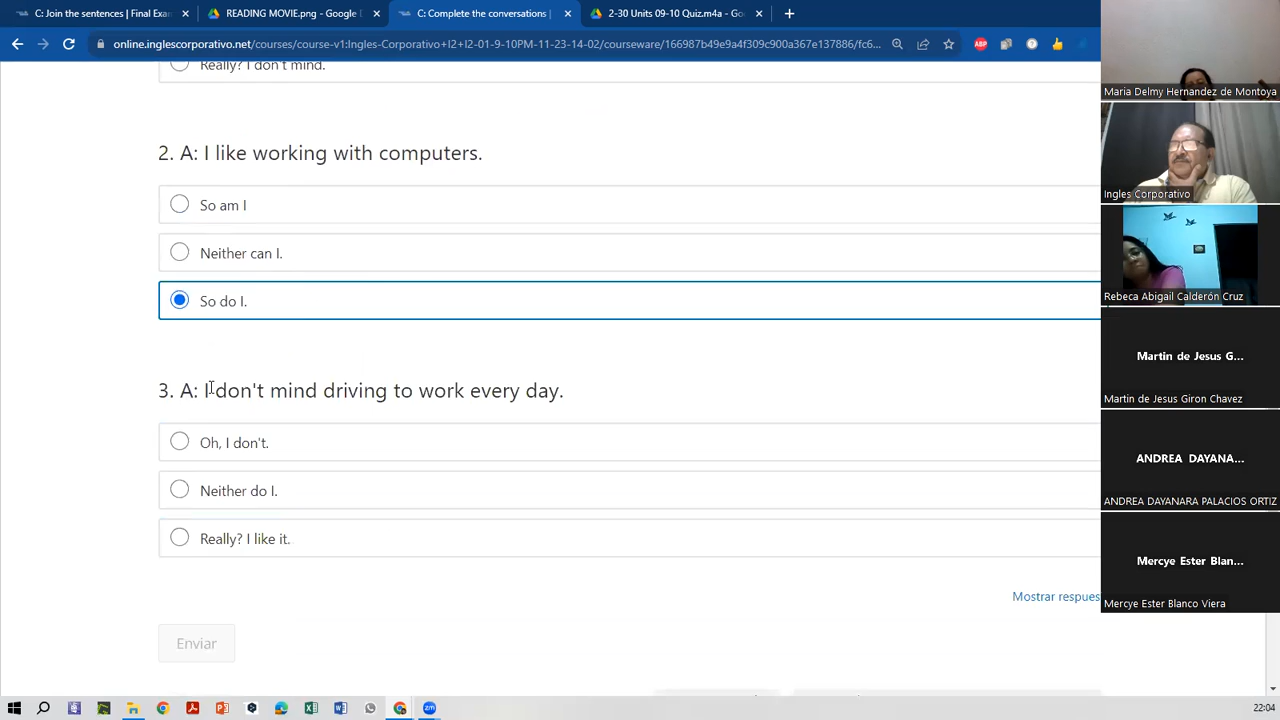 C: Join the sentences | Final Exa
READING MOVIE.png - Google
C: Complete the conversations |
2-30 Units 09-10 Quiz.m4a - Go
online.inglescorporativo.net/courses/course-v1:Ingles-Corporativo+I2+I2-01-9-10PM-11-23-14-02/courseware/166987b49e9a4f309c900a367e137886/fc6...
ABP
Really? I don't mind.
2. A: I like working with computers.
So am I
Neither can I.
So do I.
3. A: I don't mind driving to work every day.
Oh, I don't.
Neither do I.
Really? I like it.
Mostrar respues
Enviar
Maria Delmy Hernandez de Montoya
Ingles Corporativo
Rebeca Abigail Calderón Cruz
Martin de Jesus G...
Martin de Jesus Giron Chavez
ANDREA DAYANA...
ANDREA DAYANARA PALACIOS ORTIZ
Mercye Ester Blan...
Mercye Ester Blanco Viera
22:04